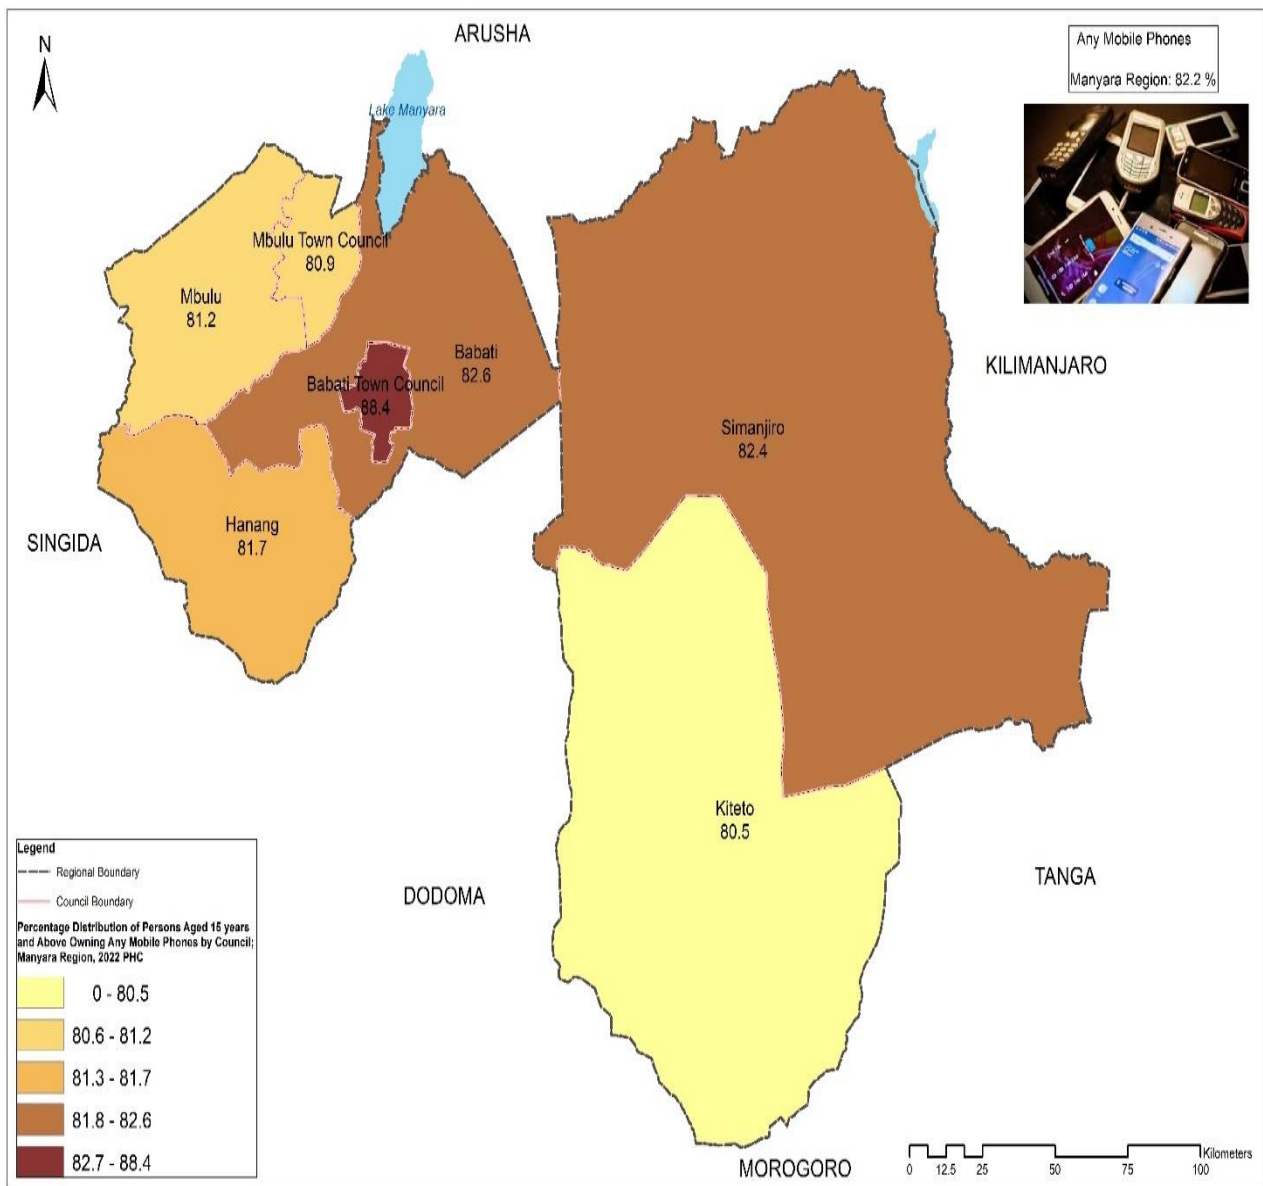 ARUSHA
N
Any Mobile Phones
Manyara Region: 82.2 %
Lake Manyara
Mbulu Town Council
80.9
Mbulu
81.2
Babati
82.6
Babati Town Council
88.4
KILIMANJARO
Simanjiro
82.4
Hanang
81.7
SINGIDA
Kiteto
80.5
DODOMA
TANGA
MOROGORO
Legend
Regional Boundary
Council Boundary
Percentage Distribution of Persons Aged 15 years
and Above Owning Any Mobile Phones by Council;
Manyara Region, 2022 PHC
0 - 80.5
80.6 - 81.2
81.3 - 81.7
81.8 - 82.6
82.7 - 88.4
Kilometers
0 12.5 25 50 75 100